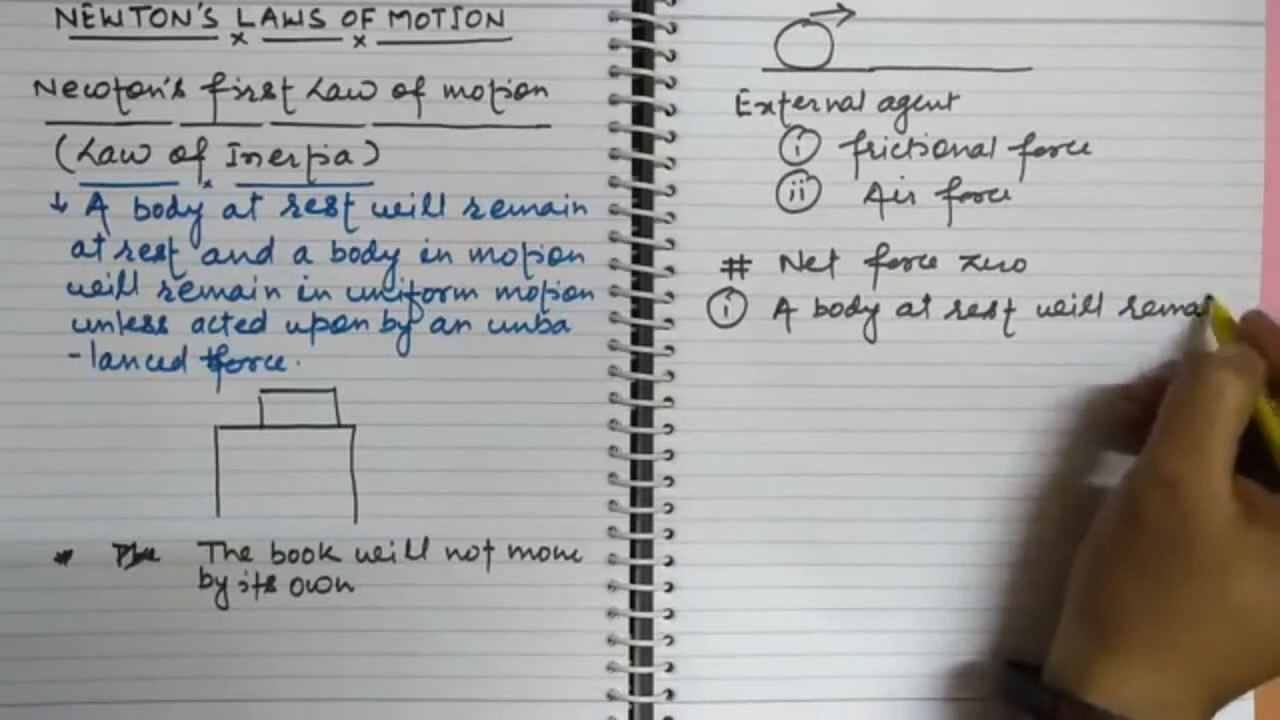 NEWTON'S LAWS OF MOTION
Newton's first Law of motion
(Law of Inertia)
↓ A body at rest will remain
at rest and a body in motion
will remain in uniform motion
unless acted upon by an unba
-lanced force.
* The book will not move
by its own
External agent
(i) frictional force
(ii) Air force
# Net force zero
(i) A body at rest will rema